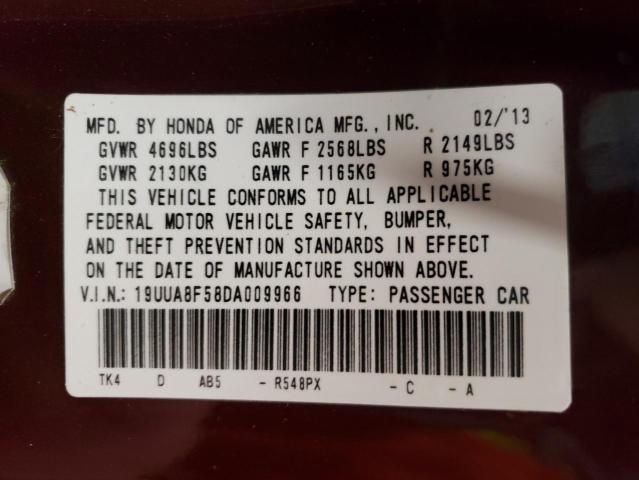 MFD. BY HONDA OF AMERICA MFG., INC. 02/'13
GVWR 4696LBS GAWR F 2568LBS R 2149LBS
GVWR 2130KG GAWR F 1165KG R 975KG
THIS VEHICLE CONFORMS TO ALL APPLICABLE
FEDERAL MOTOR VEHICLE SAFETY, BUMPER,
AND THEFT PREVENTION STANDARDS IN EFFECT
ON THE DATE OF MANUFACTURE SHOWN ABOVE.
V.I.N.: 19UUA8F58DA009966 TYPE: PASSENGER CAR
TK4 D AB5 - R548PX - C - A